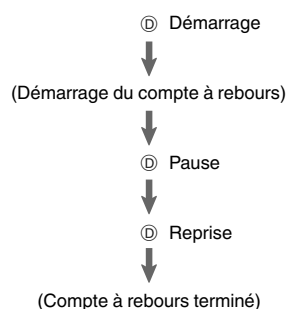 Ⓓ Démarrage
(Démarrage du compte à rebours)
Ⓓ Pause
Ⓓ Reprise
(Compte à rebours terminé)